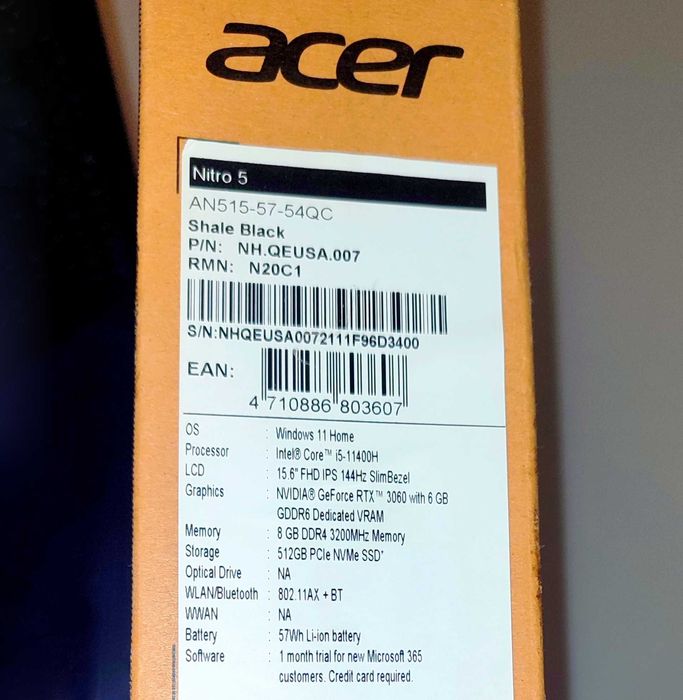 acer
Nitro 5
AN515-57-54QC
Shale Black
P/N: NH.QEUSA.007
RMN: N20C1
S/N:NHQEUSA0072111F96D3400
EAN:
4 710886 803607
OS : Windows 11 Home
Processor : Intel® Core™ i5-11400H
LCD : 15.6" FHD IPS 144Hz SlimBezel
Graphics : NVIDIA® GeForce RTX™ 3060 with 6 GB
GDDR6 Dedicated VRAM
Memory : 8 GB DDR4 3200MHz Memory
Storage : 512GB PCIe NVMe SSD*
Optical Drive : NA
WLAN/Bluetooth : 802.11AX + BT
WWAN : NA
Battery : 57Wh Li-ion battery
Software : 1 month trial for new Microsoft 365
customers. Credit card required.